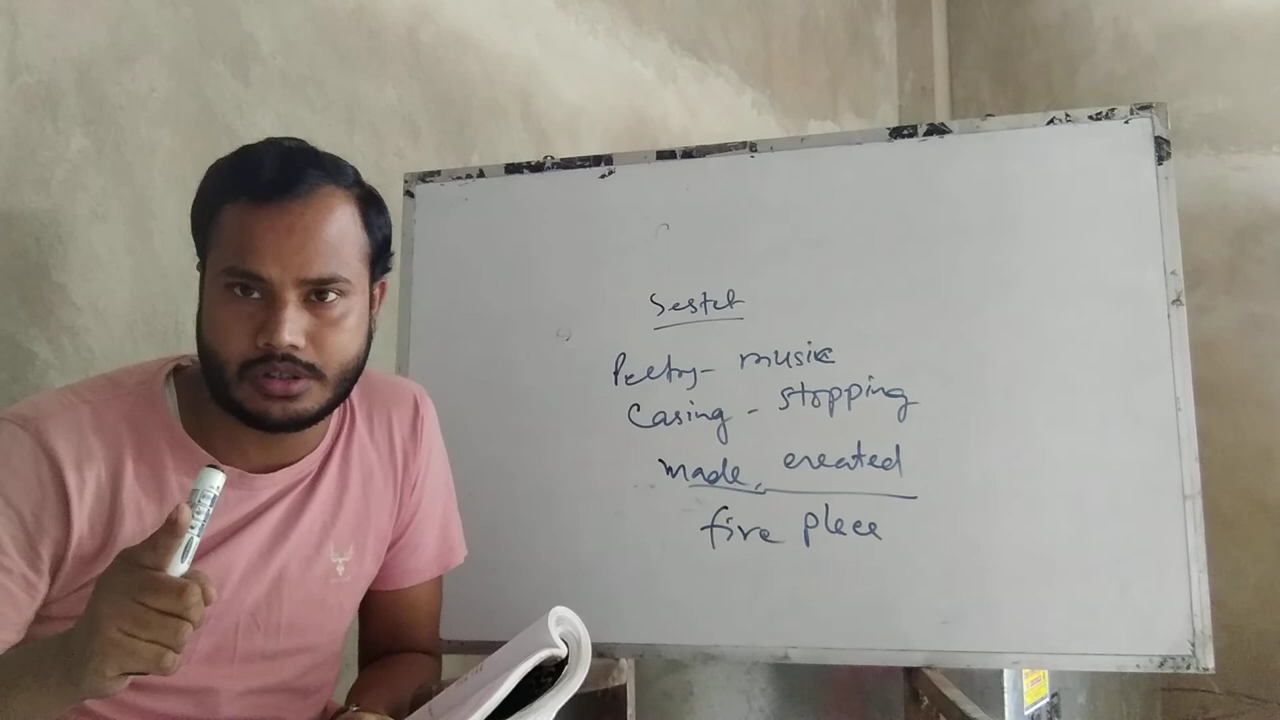 Sestet
Poetry - music
Casing - stopping
made, created
fire place